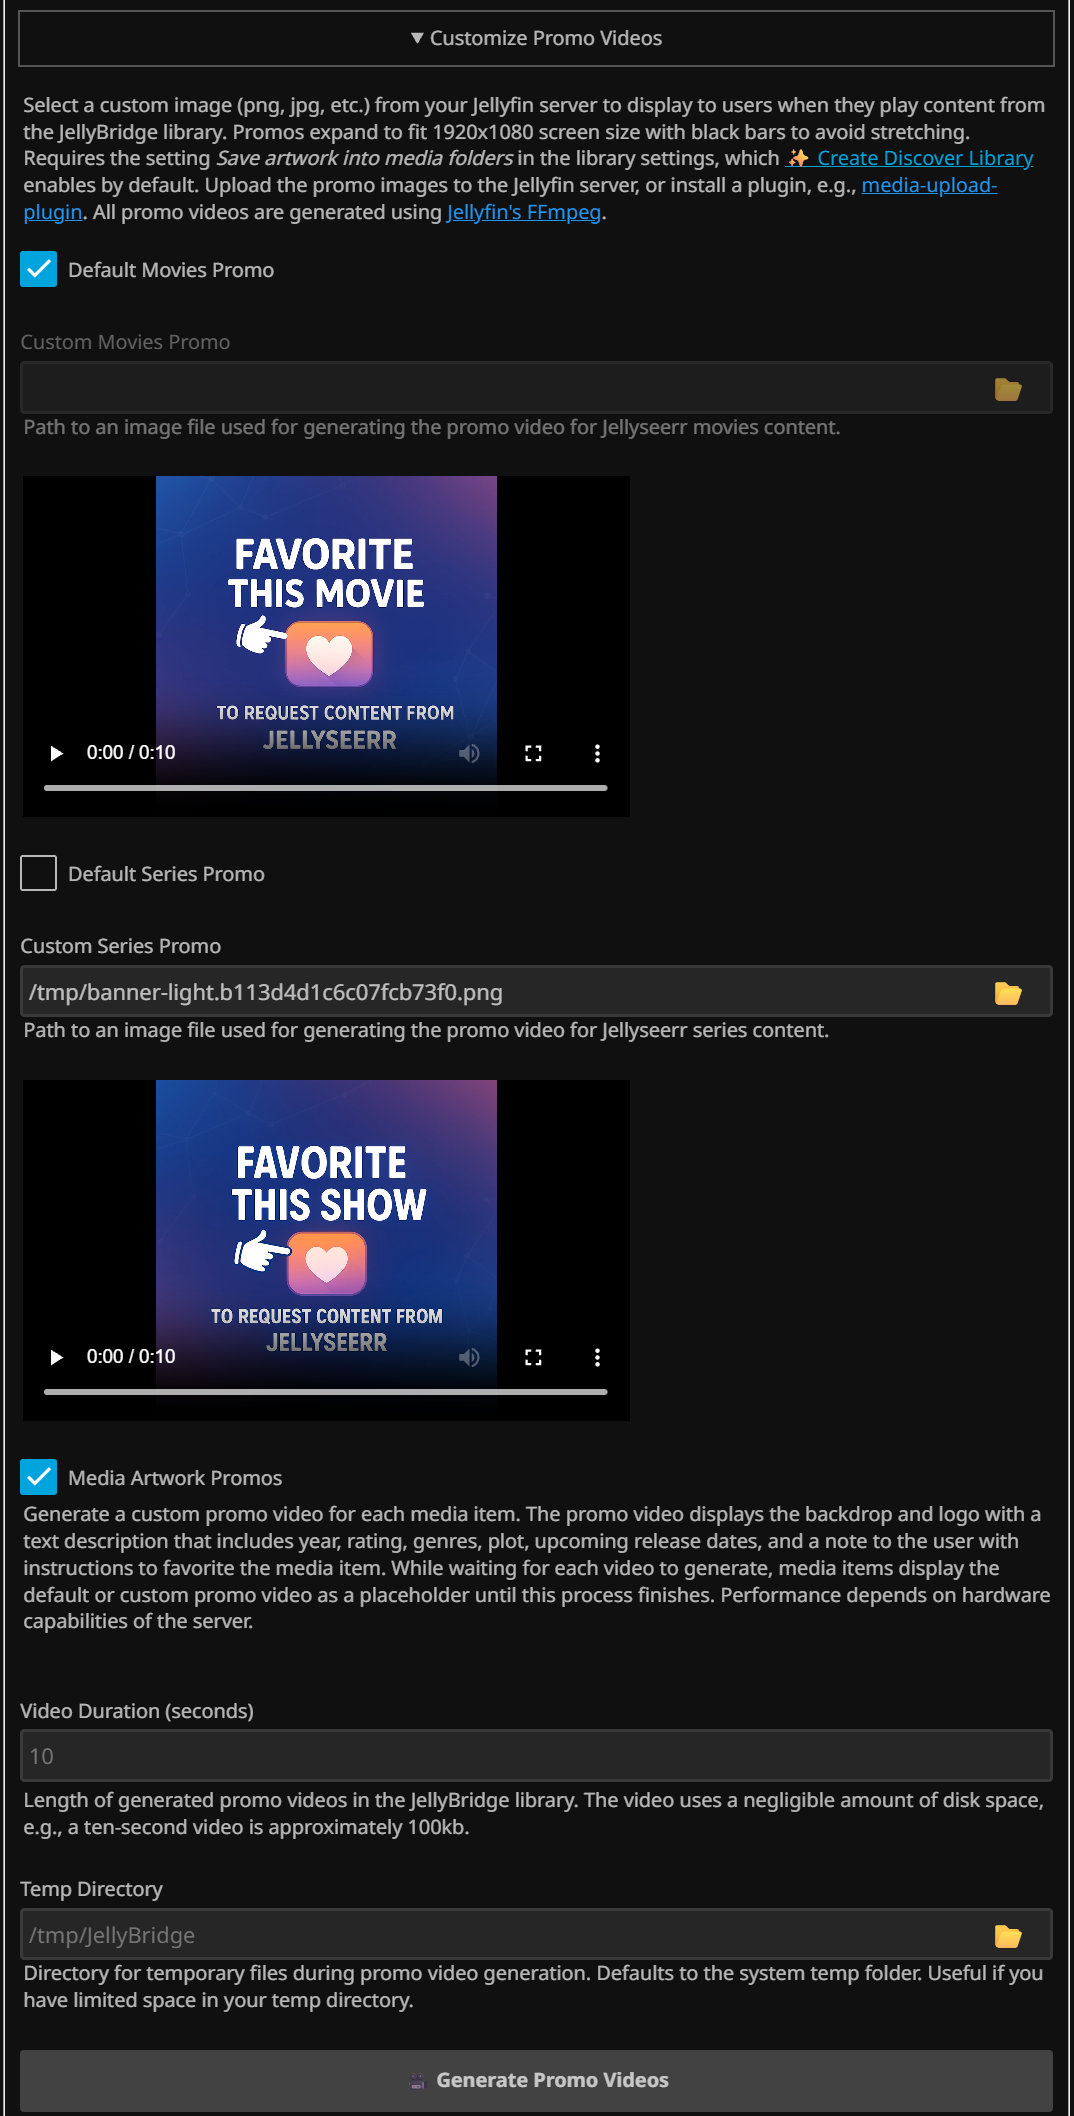 ▼ Customize Promo Videos
Select a custom image (png, jpg, etc.) from your Jellyfin server to display to users when they play content from
the JellyBridge library. Promos expand to fit 1920x1080 screen size with black bars to avoid stretching.
Requires the setting Save artwork into media folders in the library settings, which ✨ Create Discover Library
enables by default. Upload the promo images to the Jellyfin server, or install a plugin, e.g., media-upload-
plugin. All promo videos are generated using Jellyfin's FFmpeg.
Default Movies Promo
Custom Movies Promo
Path to an image file used for generating the promo video for Jellyseerr movies content.
FAVORITE
THIS MOVIE
TO REQUEST CONTENT FROM
JELLYSEERR
0:00 / 0:10
Default Series Promo
Custom Series Promo
/tmp/banner-light.b113d4d1c6c07fcb73f0.png
Path to an image file used for generating the promo video for Jellyseerr series content.
FAVORITE
THIS SHOW
TO REQUEST CONTENT FROM
JELLYSEERR
0:00 / 0:10
Media Artwork Promos
Generate a custom promo video for each media item. The promo video displays the backdrop and logo with a
text description that includes year, rating, genres, plot, upcoming release dates, and a note to the user with
instructions to favorite the media item. While waiting for each video to generate, media items display the
default or custom promo video as a placeholder until this process finishes. Performance depends on hardware
capabilities of the server.
Video Duration (seconds)
10
Length of generated promo videos in the JellyBridge library. The video uses a negligible amount of disk space,
e.g., a ten-second video is approximately 100kb.
Temp Directory
/tmp/JellyBridge
Directory for temporary files during promo video generation. Defaults to the system temp folder. Useful if you
have limited space in your temp directory.
Generate Promo Videos